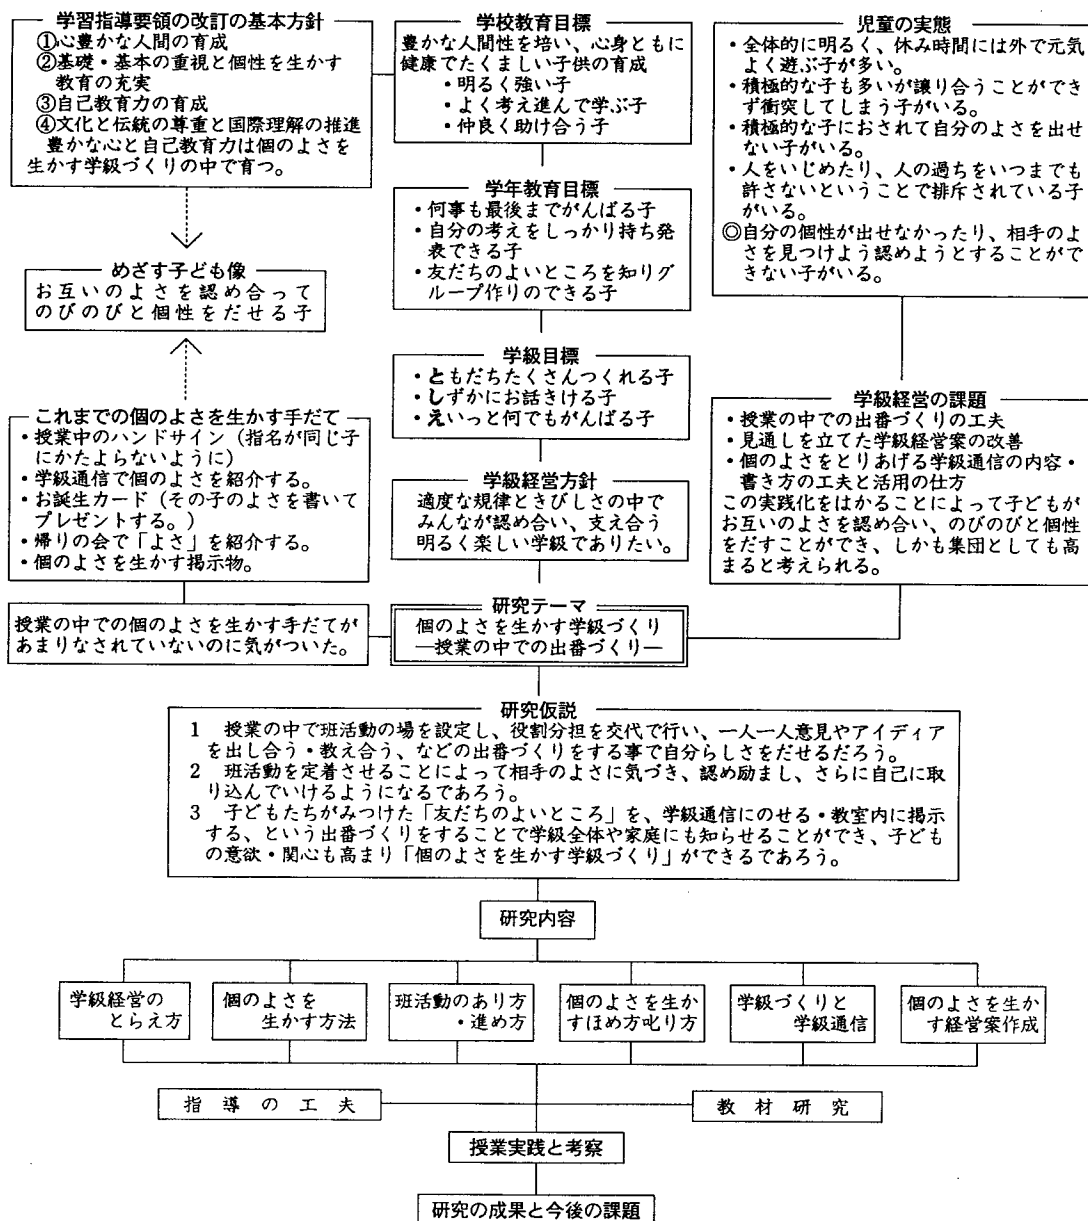 学習指導要領の改訂の基本方針
①心豊かな人間の育成
②基礎・基本の重視と個性を生かす
教育の充実
③自己教育力の育成
④文化と伝統の尊重と国際理解の推進
豊かな心と自己教育力は個のよさを
生かす学級づくりの中で育つ。
めざす子ども像
お互いのよさを認め合って
のびのびと個性をだせる子
これまでの個のよさを生かす手だて
・授業中のハンドサイン（指名が同じ子
にかたよらないように）
・学級通信で個のよさを紹介する。
・お誕生カード（その子のよさを書いて
プレゼントする。）
・帰りの会で「よさ」を紹介する。
・個のよさを生かす掲示物。
授業の中での個のよさを生かす手だてが
あまりなされていないのに気がついた。
学校教育目標
豊かな人間性を培い、心身ともに
健康でたくましい子供の育成
・明るく強い子
・よく考え進んで学ぶ子
・仲良く助け合う子
学年教育目標
・何事も最後までがんばる子
・自分の考えをしっかり持ち発
表できる子
・友だちのよいところを知りグ
ループ作りのできる子
学級目標
・ともだちたくさんつくれる子
・しずかにお話きける子
・えいっと何でもがんばる子
学級経営方針
適度な規律ときびしさの中で
みんなが認め合い、支え合う
明るく楽しい学級でありたい。
研究テーマ
個のよさを生かす学級づくり
―授業の中での出番づくり―
児童の実態
・全体的に明るく、休み時間には外で元気
よく遊ぶ子が多い。
・積極的な子も多いが譲り合うことができ
ず衝突してしまう子がいる。
・積極的な子におされて自分のよさを出せ
ない子がいる。
・人をいじめたり、人の過ちをいつまでも
許さないということで排斥されている子
がいる。
◎自分の個性が出せなかったり、相手のよ
さを見つけよう認めようとすることがで
きない子がいる。
学級経営の課題
・授業の中での出番づくりの工夫
・見通しを立てた学級経営案の改善
・個のよさをとりあげる学級通信の内容・
書き方の工夫と活用の仕方
この実践化をはかることによって子どもが
お互いのよさを認め合い、のびのびと個性
をだすことができ、しかも集団としても高
まると考えられる。
研究仮説
1 授業の中で班活動の場を設定し、役割分担を交代で行い、一人一人意見やアイディア
を出し合う・教え合う、などの出番づくりをする事で自分らしさをだせるだろう。
2 班活動を定着させることによって相手のよさに気づき、認め励まし、さらに自己に取
り込んでいけるようになるであろう。
3 子どもたちがみつけた「友だちのよいところ」を、学級通信にのせる・教室内に掲示
する、という出番づくりをすることで学級全体や家庭にも知らせることができ、子ども
の意欲・関心も高まり「個のよさを生かす学級づくり」ができるであろう。
研究内容
学級経営の
とらえ方
個のよさを
生かす方法
班活動のあり方
・進め方
個のよさを生か
すほめ方叱り方
学級づくりと
学級通信
個のよさを生か
す経営案作成
指導の工夫
教材研究
授業実践と考察
研究の成果と今後の課題